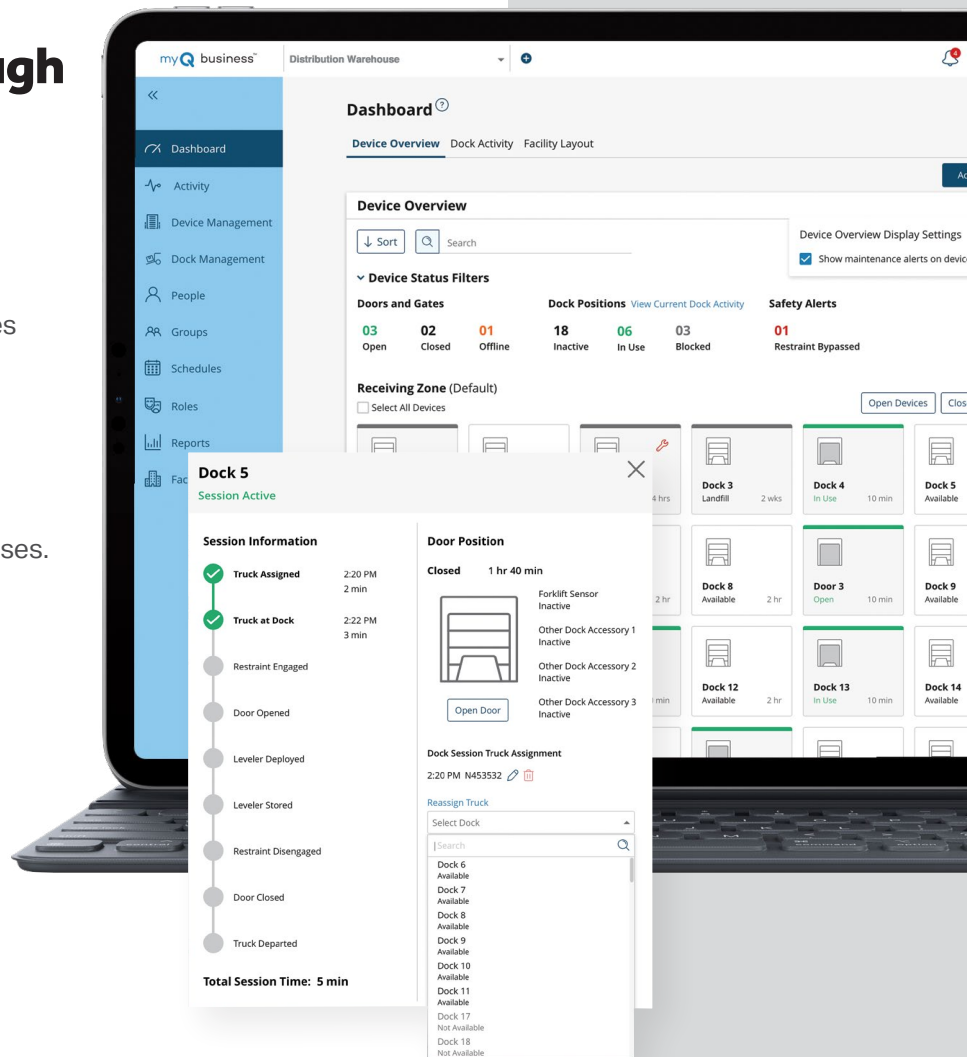 ugh
es
ses.
myQ business™
Distribution Warehouse
4
Dashboard
Activity
Device Management
Dock Management
People
Groups
Schedules
Roles
Reports
Fac
Dashboard ?
Device Overview Dock Activity Facility Layout
Device Overview
↓ Sort Search
Device Overview Display Settings
Show maintenance alerts on device
Device Status Filters
Doors and Gates
03 02 01
Open Closed Offline
Dock Positions View Current Dock Activity
18 06 03
Inactive In Use Blocked
Safety Alerts
01
Restraint Bypassed
Receiving Zone (Default)
Select All Devices
Open Devices Clos
4 hrs
Dock 3
Landfill 2 wks
Dock 4
In Use 10 min
Dock 5
Available
2 hr
Dock 8
Available 2 hr
Door 3
Open 10 min
Dock 9
Available
min
Dock 12
Available 2 hr
Dock 13
In Use 10 min
Dock 14
Available
Dock 5
Session Active
Session Information
Truck Assigned 2:20 PM
2 min
Truck at Dock 2:22 PM
3 min
Restraint Engaged
Door Opened
Leveler Deployed
Leveler Stored
Restraint Disengaged
Door Closed
Truck Departed
Total Session Time: 5 min
Door Position
Closed 1 hr 40 min
Forklift Sensor
Inactive
Other Dock Accessory 1
Inactive
Other Dock Accessory 2
Inactive
Other Dock Accessory 3
Inactive
Open Door
Dock Session Truck Assignment
2:20 PM N453532
Reassign Truck
Select Dock
Search
Dock 6
Available
Dock 7
Available
Dock 8
Available
Dock 9
Available
Dock 10
Available
Dock 11
Available
Dock 17
Not Available
Dock 18
Not Available
command
option